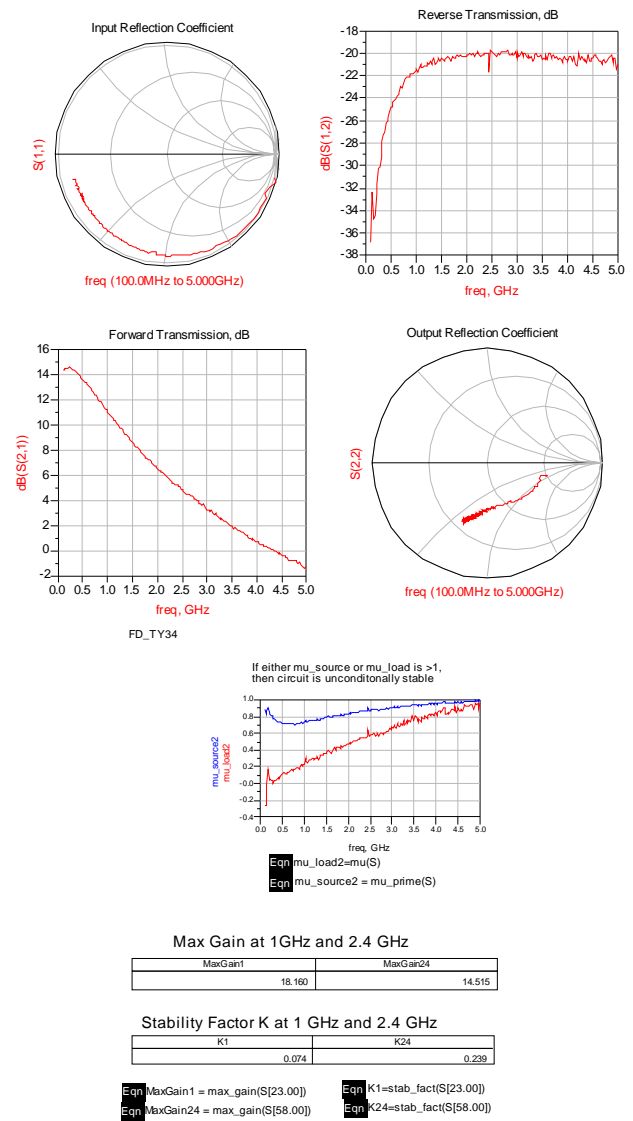 Input Reflection Coefficient
S(1,1)
freq (100.0MHz to 5.000GHz)
Reverse Transmission, dB
-18
-20
-22
-24
-26
-28
-30
-32
-34
-36
-38
dB(S(1,2))
0.0 0.5 1.0 1.5 2.0 2.5 3.0 3.5 4.0 4.5 5.0
freq, GHz
Forward Transmission, dB
16
14
12
10
8
6
4
2
0
-2
dB(S(2,1))
0.0 0.5 1.0 1.5 2.0 2.5 3.0 3.5 4.0 4.5 5.0
freq, GHz
FD_TY34
Output Reflection Coefficient
S(2,2)
freq (100.0MHz to 5.000GHz)
If either mu_source or mu_load is >1,
then circuit is unconditonally stable
1.0
0.8
0.6
0.4
0.2
-0.0
-0.2
-0.4
mu_source2
mu_load2
0.0 0.5 1.0 1.5 2.0 2.5 3.0 3.5 4.0 4.5 5.0
freq, GHz
Eqn mu_load2=mu(S)
Eqn mu_source2 = mu_prime(S)
Max Gain at 1GHz and 2.4 GHz
MaxGain1 MaxGain24
18.160 14.515
Stability Factor K at 1 GHz and 2.4 GHz
K1 K24
0.074 0.239
Eqn MaxGain1 = max_gain(S[23.00])
Eqn MaxGain24 = max_gain(S[58.00])
Eqn K1=stab_fact(S[23.00])
Eqn K24=stab_fact(S[58.00])